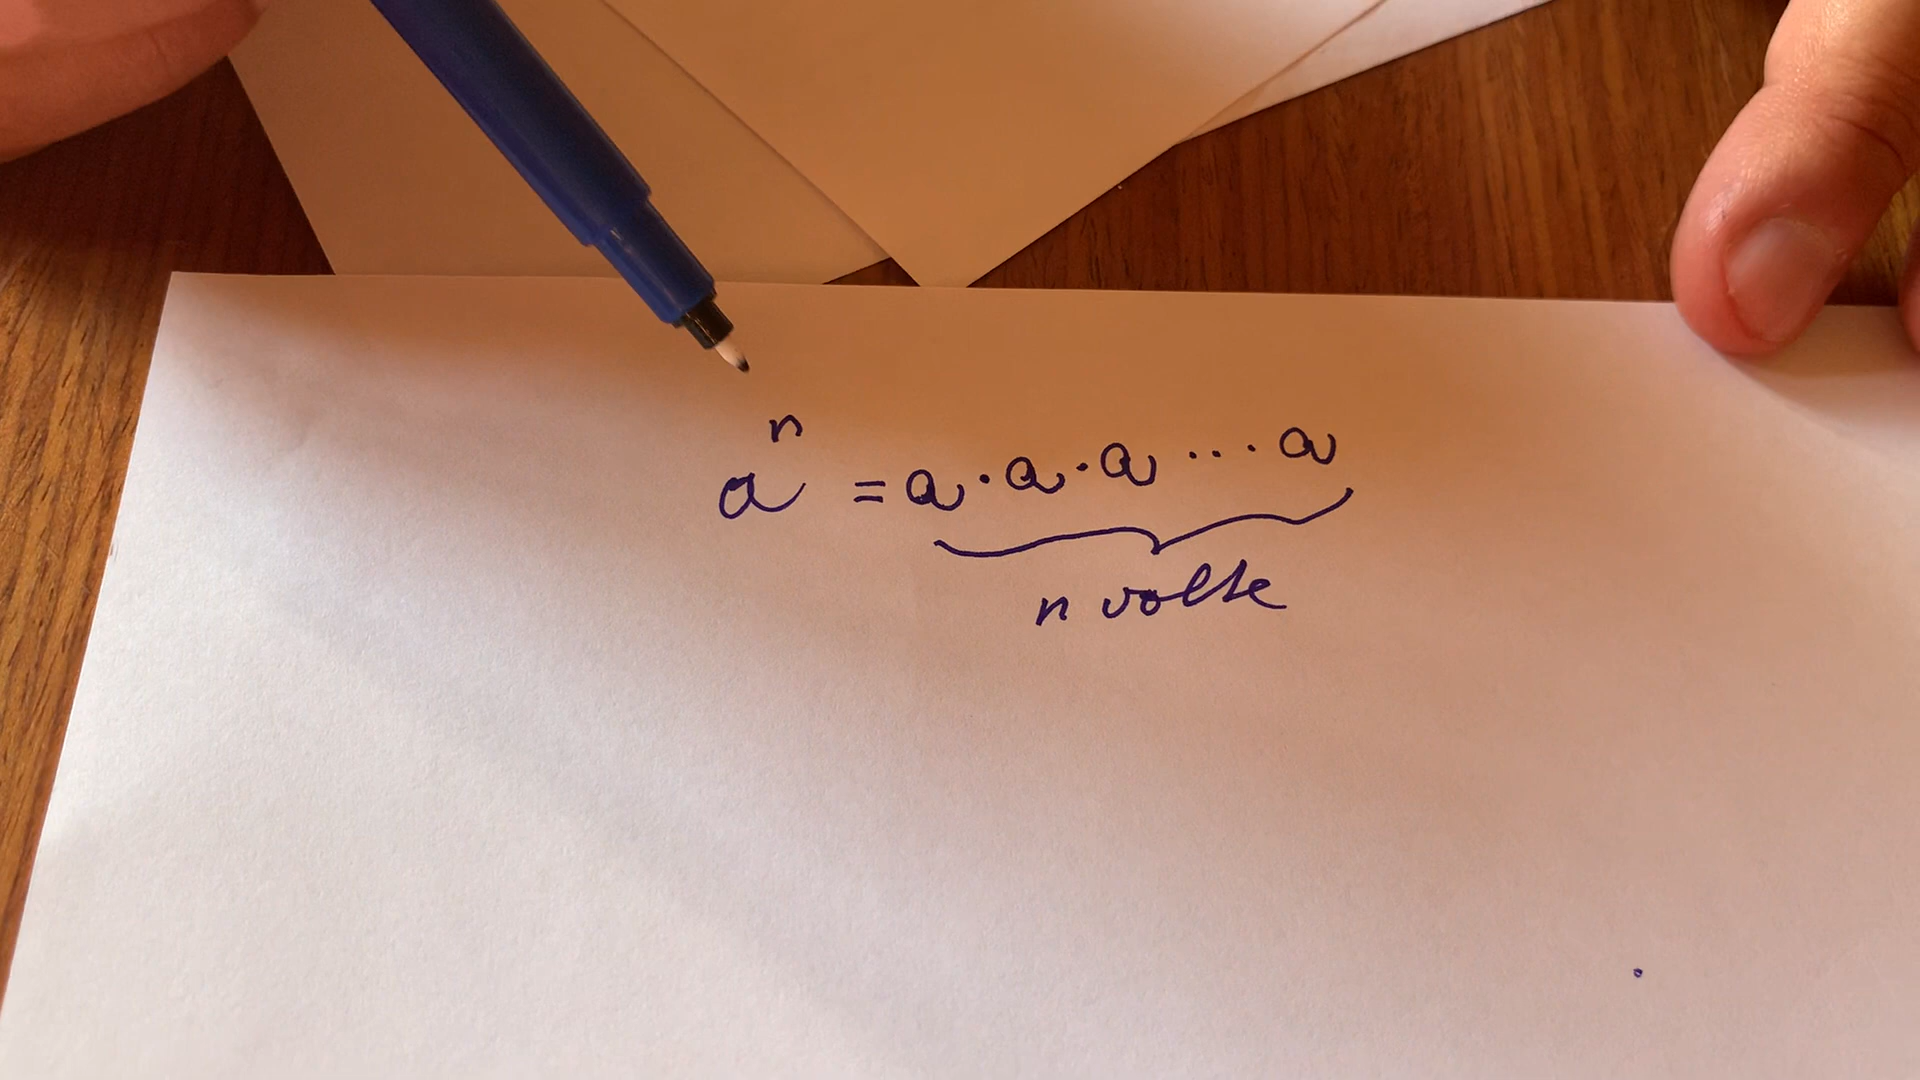 aⁿ = a · a · a ··· a
n volte